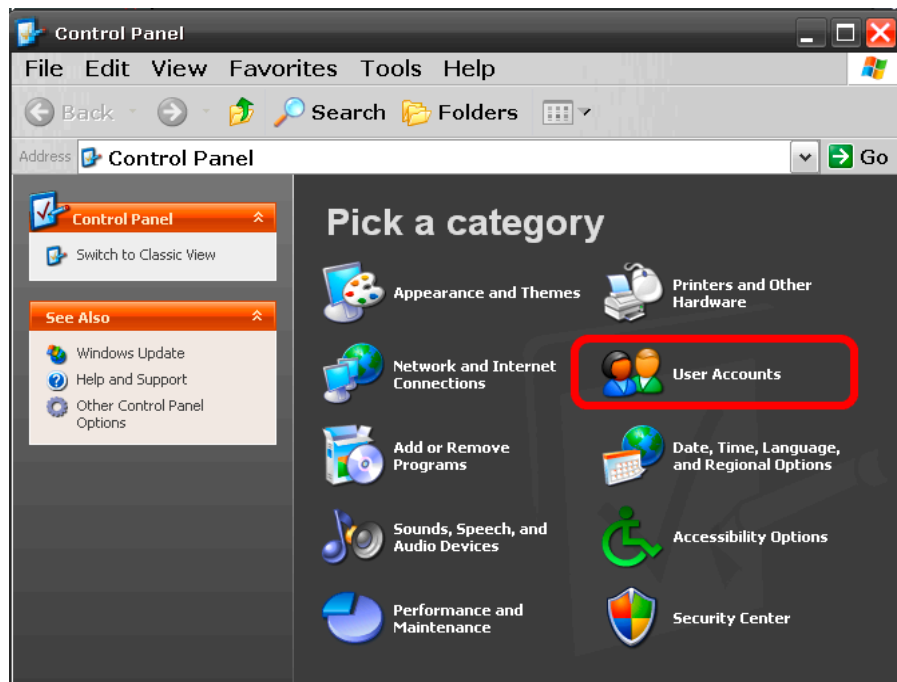 Control Panel
File Edit View Favorites Tools Help
Back Search Folders
Address Control Panel Go
Control Panel
Switch to Classic View
See Also
Windows Update
Help and Support
Other Control Panel
Options
Pick a category
Appearance and Themes
Printers and Other
Hardware
Network and Internet
Connections
User Accounts
Add or Remove
Programs
Date, Time, Language,
and Regional Options
Sounds, Speech, and
Audio Devices
Accessibility Options
Performance and
Maintenance
Security Center